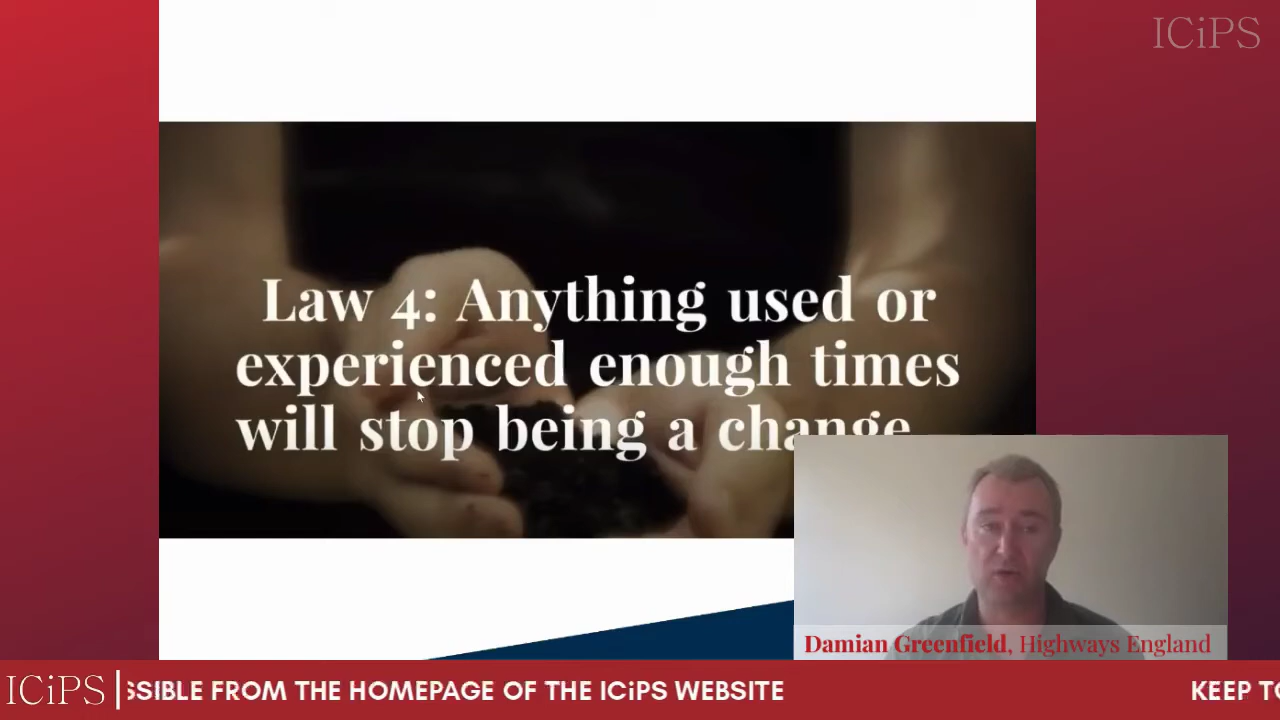 ICiPS
Law 4: Anything used or
experienced enough times
will stop being a change
Damian Greenfield, Highways England
ICiPS
SSIBLE FROM THE HOMEPAGE OF THE ICiPS WEBSITE
KEEP TO